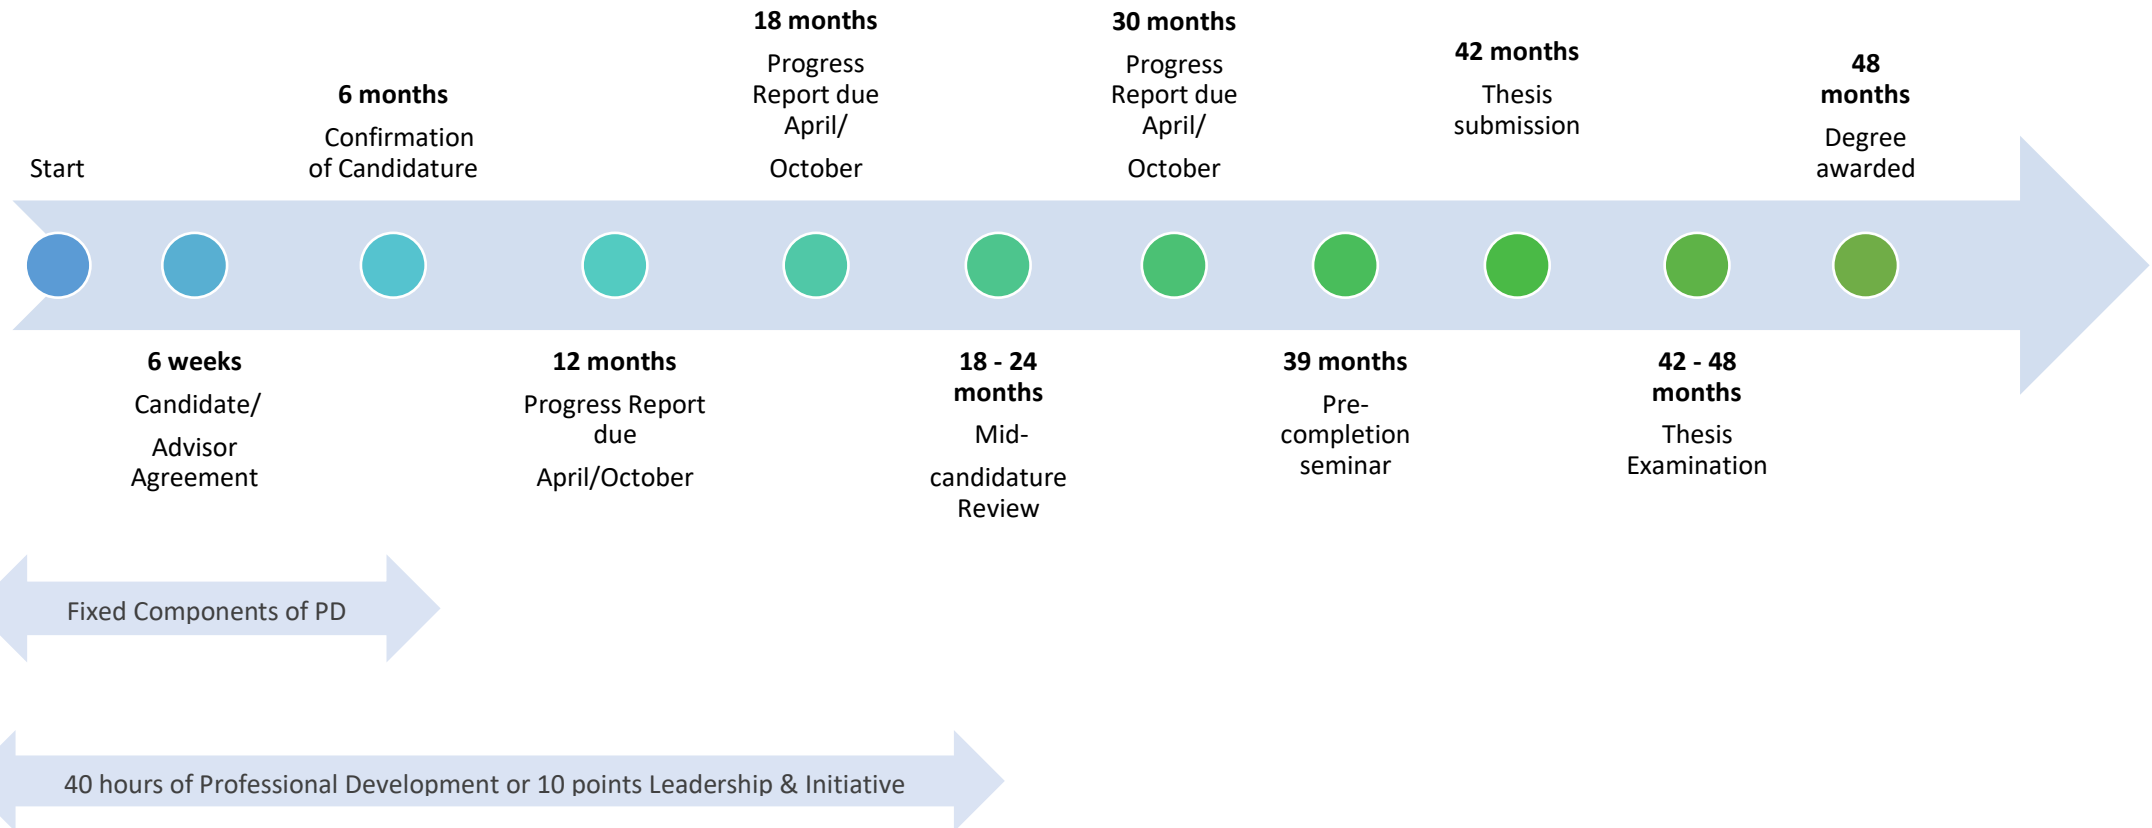 Start
6 weeks
Candidate/
Advisor
Agreement
6 months
Confirmation
of Candidature
12 months
Progress Report
due
April/October
18 months
Progress
Report due
April/
October
18 - 24
months
Mid-
candidature
Review
30 months
Progress
Report due
April/
October
39 months
Pre-
completion
seminar
42 months
Thesis
submission
42 - 48
months
Thesis
Examination
48
months
Degree
awarded
Fixed Components of PD
40 hours of Professional Development or 10 points Leadership & Initiative